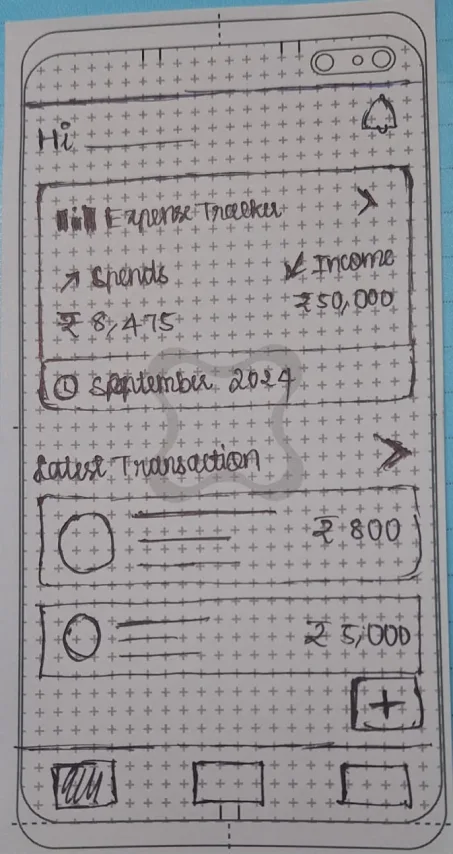 Hi
Expense Tracker
↗ Spends ↙ Income
₹ 8,475 ₹ 50,000
September 2024
Latest Transaction
₹ 800
₹ 5,000
+